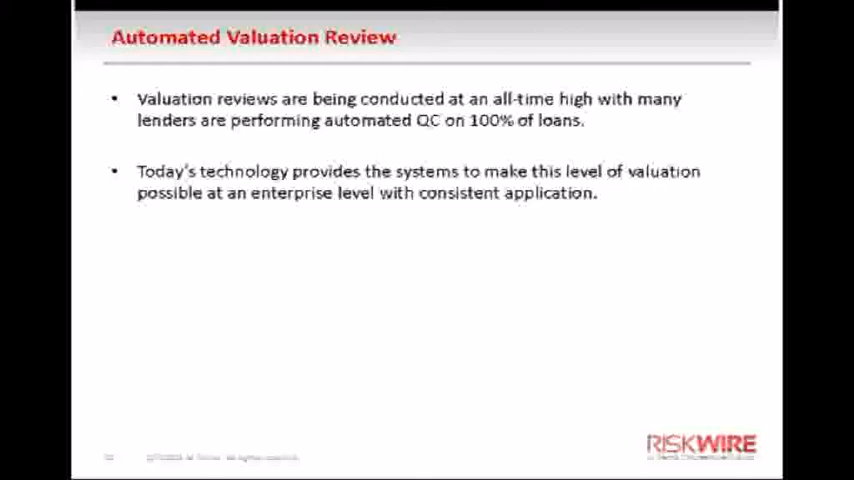 Automated Valuation Review
• Valuation reviews are being conducted at an all-time high with many
lenders are performing automated QC on 100% of loans.
• Today's technology provides the systems to make this level of valuation
possible at an enterprise level with consistent application.
RISKWIRE